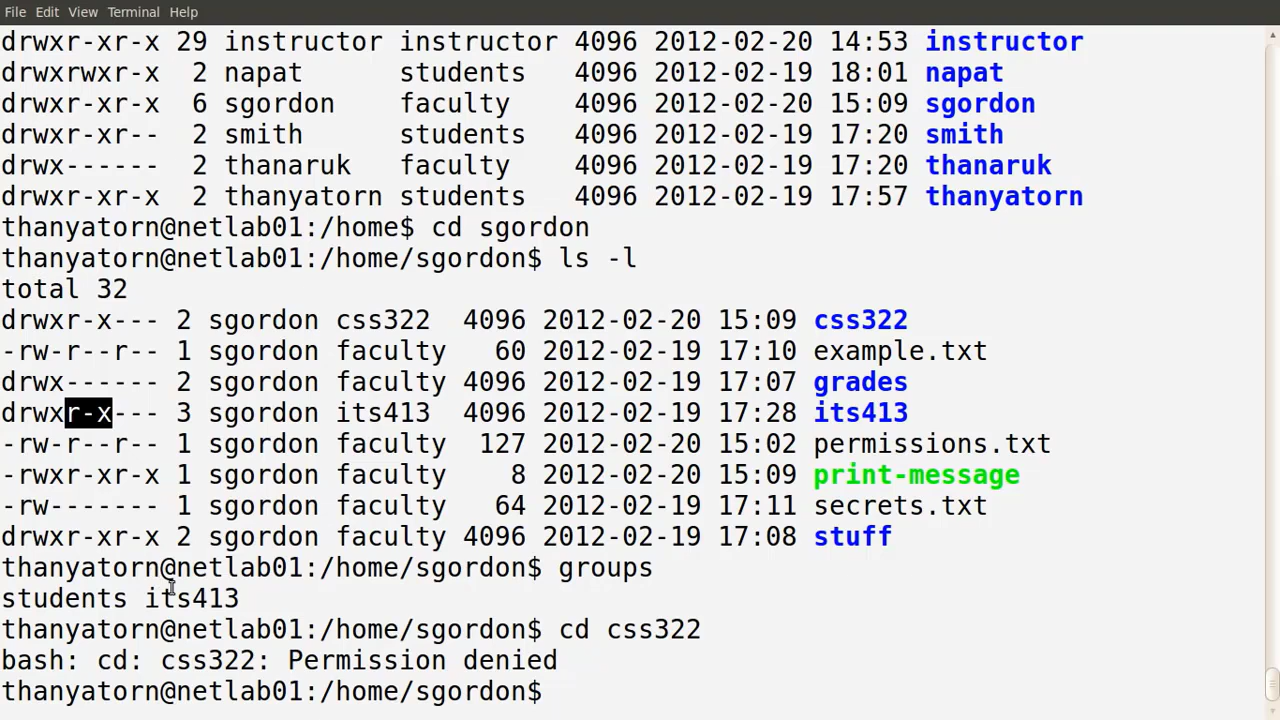 File Edit View Terminal Help
drwxr-xr-x 29 instructor instructor 4096 2012-02-20 14:53 instructor
drwxrwxr-x  2 napat      students   4096 2012-02-19 18:01 napat
drwxr-xr-x  6 sgordon    faculty    4096 2012-02-20 15:09 sgordon
drwxr-xr--  2 smith      students   4096 2012-02-19 17:20 smith
drwx------  2 thanaruk   faculty    4096 2012-02-19 17:20 thanaruk
drwxr-xr-x  2 thanyatorn students   4096 2012-02-19 17:57 thanyatorn
thanyatorn@netlab01:/home$ cd sgordon
thanyatorn@netlab01:/home/sgordon$ ls -l
total 32
drwxr-x--- 2 sgordon css322  4096 2012-02-20 15:09 css322
-rw-r--r-- 1 sgordon faculty   60 2012-02-19 17:10 example.txt
drwx------ 2 sgordon faculty 4096 2012-02-19 17:07 grades
drwxr-x--- 3 sgordon its413  4096 2012-02-19 17:28 its413
-rw-r--r-- 1 sgordon faculty  127 2012-02-20 15:02 permissions.txt
-rwxr-xr-x 1 sgordon faculty    8 2012-02-20 15:09 print-message
-rw------- 1 sgordon faculty   64 2012-02-19 17:11 secrets.txt
drwxr-xr-x 2 sgordon faculty 4096 2012-02-19 17:08 stuff
thanyatorn@netlab01:/home/sgordon$ groups
students its413
thanyatorn@netlab01:/home/sgordon$ cd css322
bash: cd: css322: Permission denied
thanyatorn@netlab01:/home/sgordon$